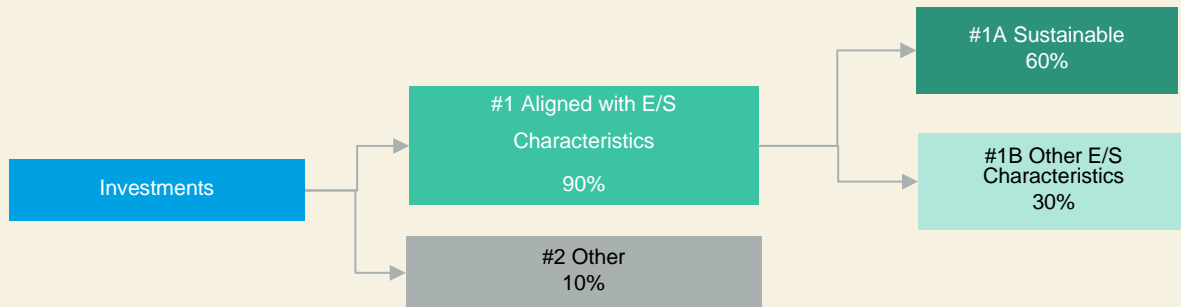 Investments
#1 Aligned with E/S
Characteristics
90%
#2 Other
10%
#1A Sustainable
60%
#1B Other E/S
Characteristics
30%